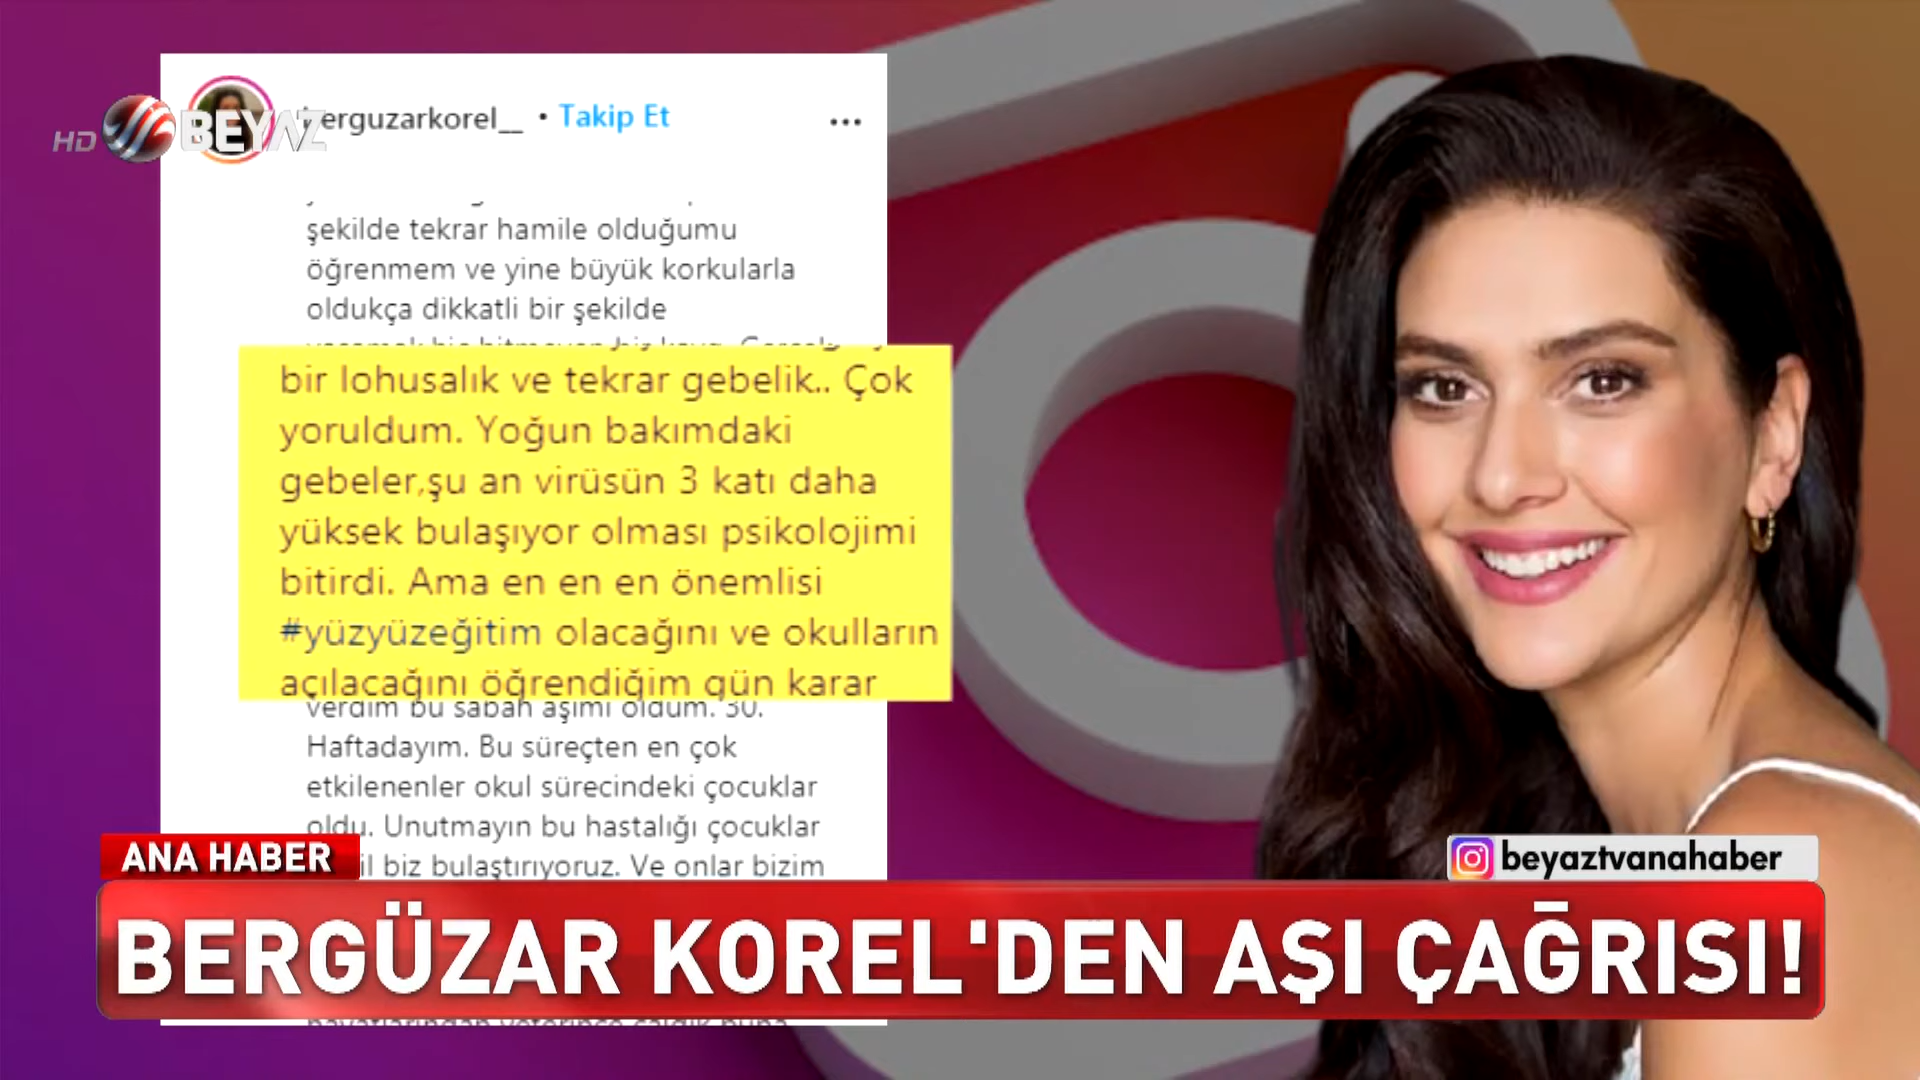 HD BEYAZ
berguzarkorel__ • Takip Et
şekilde tekrar hamile olduğumu
öğrenmem ve yine büyük korkularla
oldukça dikkatli bir şekilde
bir lohusalık ve tekrar gebelik.. Çok
yoruldum. Yoğun bakımdaki
gebeler,şu an virüsün 3 katı daha
yüksek bulaşıyor olması psikolojimi
bitirdi. Ama en en en önemlisi
#yüzyüzeğitim olacağını ve okulların
açılacağını öğrendiğim gün karar
verdim bu sabah aşımı oldum. 30.
Haftadayım. Bu süreçten en çok
etkilenenler okul sürecindeki çocuklar
oldu. Unutmayın bu hastalığı çocuklar
biz bulaştırıyoruz. Ve onlar bizim
ANA HABER
beyaztvanahaber
BERGÜZAR KOREL'DEN AŞI ÇAĞRISI!